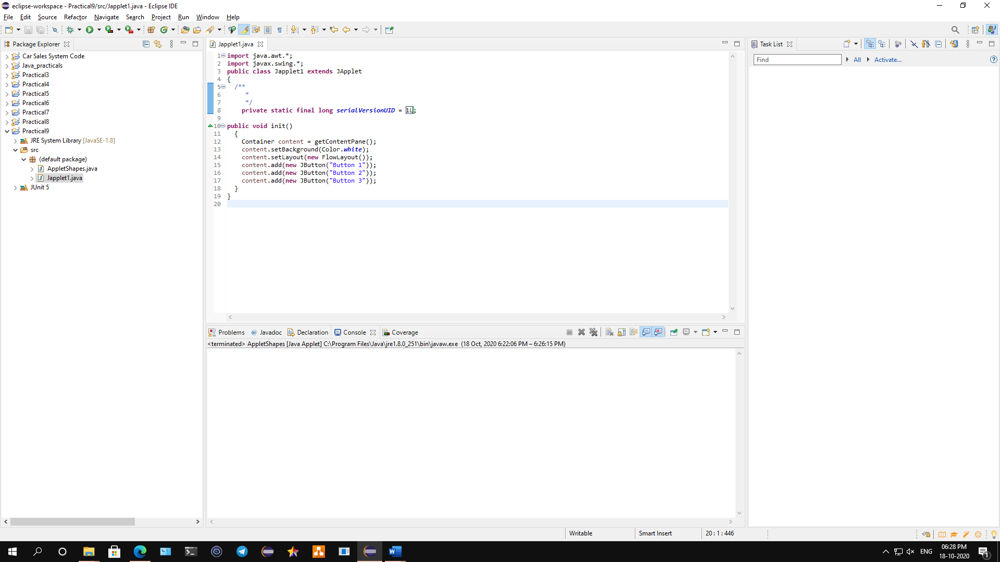 eclipse-workspace - Practical9/src/Japplet1.java - Eclipse IDE
File Edit Source Refactor Navigate Search Project Run Window Help
Package Explorer
Car Sales System Code
Java_practicals
Practical3
Practical4
Practical5
Practical6
Practical7
Practical8
Practical9
JRE System Library [JavaSE-1.8]
src
(default package)
AppletShapes.java
Japplet1.java
JUnit 5
Japplet1.java
1 import java.awt.*;
2 import javax.swing.*;
3 public class Japplet1 extends JApplet
4 {
5 /**
6 *
7 */
8 private static final long serialVersionUID = 1L;
9
10 public void init()
11 {
12 Container content = getContentPane();
13 content.setBackground(Color.white);
14 content.setLayout(new FlowLayout());
15 content.add(new JButton("Button 1"));
16 content.add(new JButton("Button 2"));
17 content.add(new JButton("Button 3"));
18 }
19 }
20
Task List
Find All Activate...
Problems @ Javadoc Declaration Console Coverage
<terminated> AppletShapes [Java Applet] C:\Program Files\Java\jre1.8.0_251\bin\javaw.exe (18 Oct, 2020 6:22:06 PM – 6:26:15 PM)
Writable Smart Insert 20 : 1 : 446
ENG
06:28 PM
18-10-2020
1